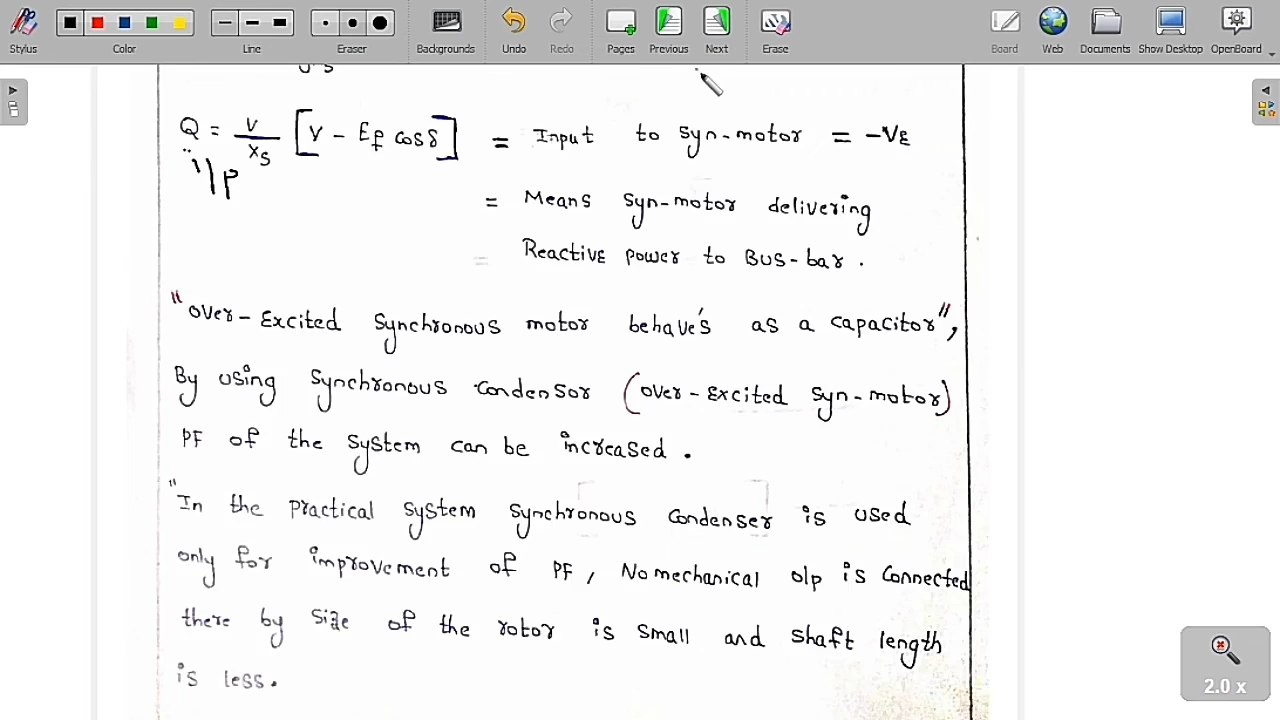 Stylus
Color
Line
Eraser
Backgrounds
Undo
Redo
Pages
Previous
Next
Erase
Board
Web
Documents
Show Desktop
OpenBoard
Q = V/Xs [V - Ef cosδ] = Input to syn-motor = -VE
i/p
= Means syn-motor delivering
= Reactive power to Bus-bar .
"over-Excited synchronous motor behave's as a capacitor",
By using synchronous condensor (over-Excited syn-motor)
PF of the system can be increased .
"In the practical system synchronous condenser is used
only for improvement of PF, No mechanical o/p is connected
there by size of the rotor is small and shaft length
is less.
2.0 x